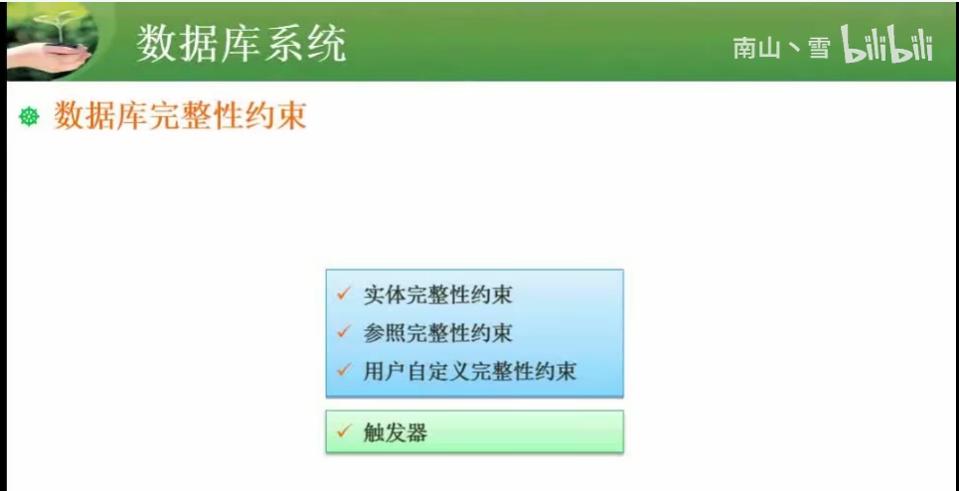 数据库系统
南山丶雪 bilibili
数据库完整性约束
实体完整性约束
参照完整性约束
用户自定义完整性约束
触发器